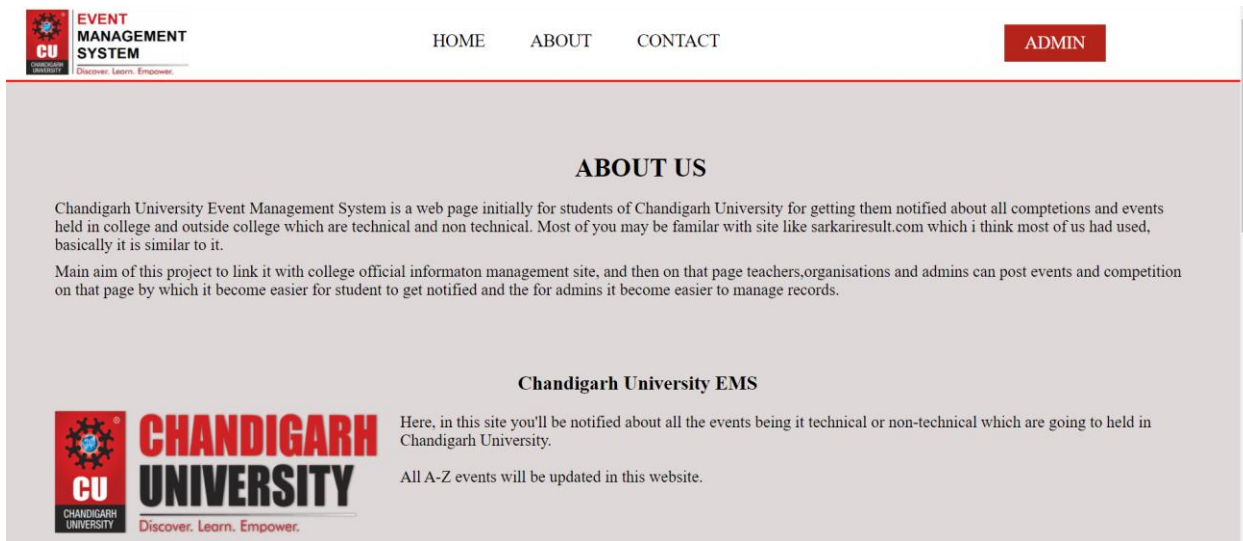 EVENT
MANAGEMENT
SYSTEM
CU
CHANDIGARH
UNIVERSITY
Discover. Learn. Empower.
HOME ABOUT CONTACT
ADMIN
ABOUT US
Chandigarh University Event Management System is a web page initially for students of Chandigarh University for getting them notified about all comptetions and events
held in college and outside college which are technical and non technical. Most of you may be familar with site like sarkariresult.com which i think most of us had used,
basically it is similar to it.
Main aim of this project to link it with college official informaton management site, and then on that page teachers,organisations and admins can post events and competition
on that page by which it become easier for student to get notified and the for admins it become easier to manage records.
Chandigarh University EMS
CU
CHANDIGARH
UNIVERSITY
CHANDIGARH
UNIVERSITY
Discover. Learn. Empower.
Here, in this site you'll be notified about all the events being it technical or non-technical which are going to held in
Chandigarh University.
All A-Z events will be updated in this website.